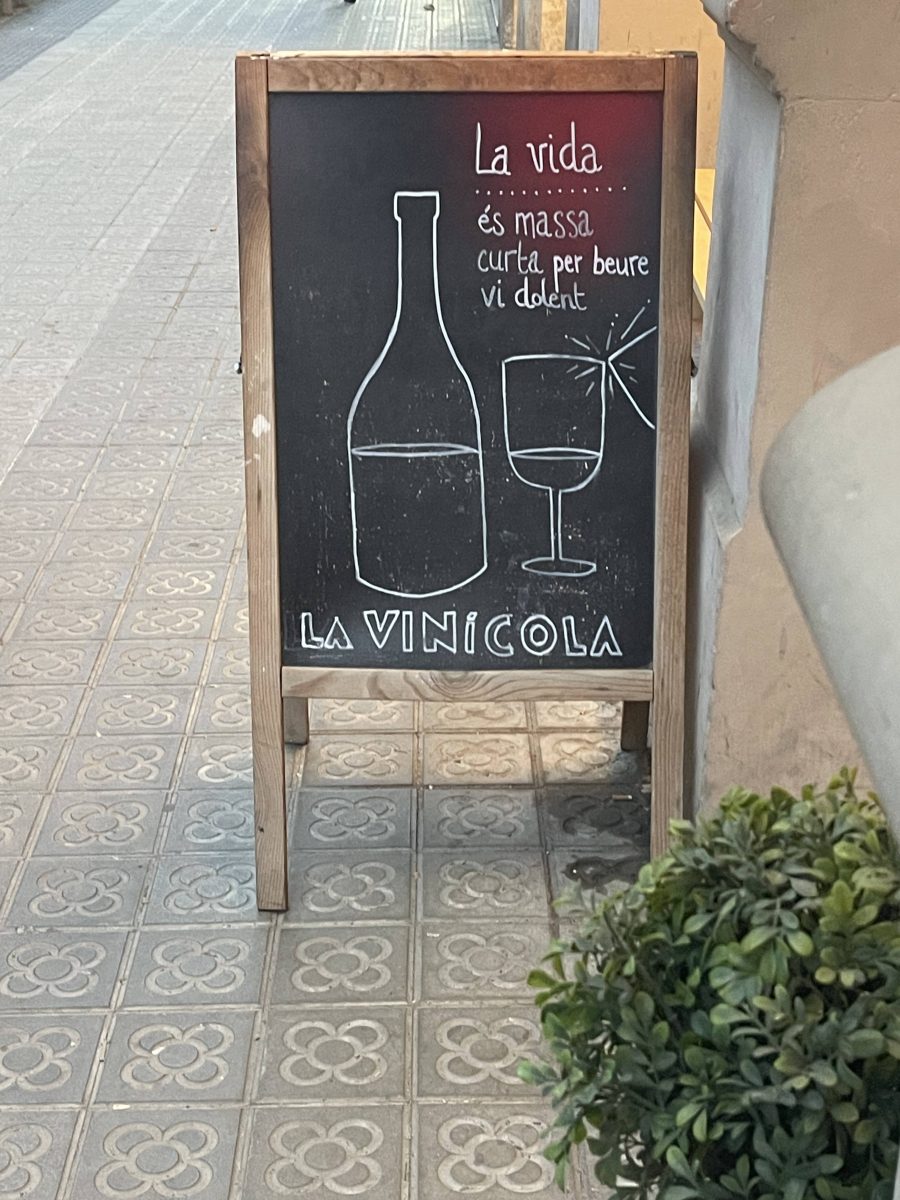 La vida
és massa
curta per beure
vi dolent
LA VINíCOLA